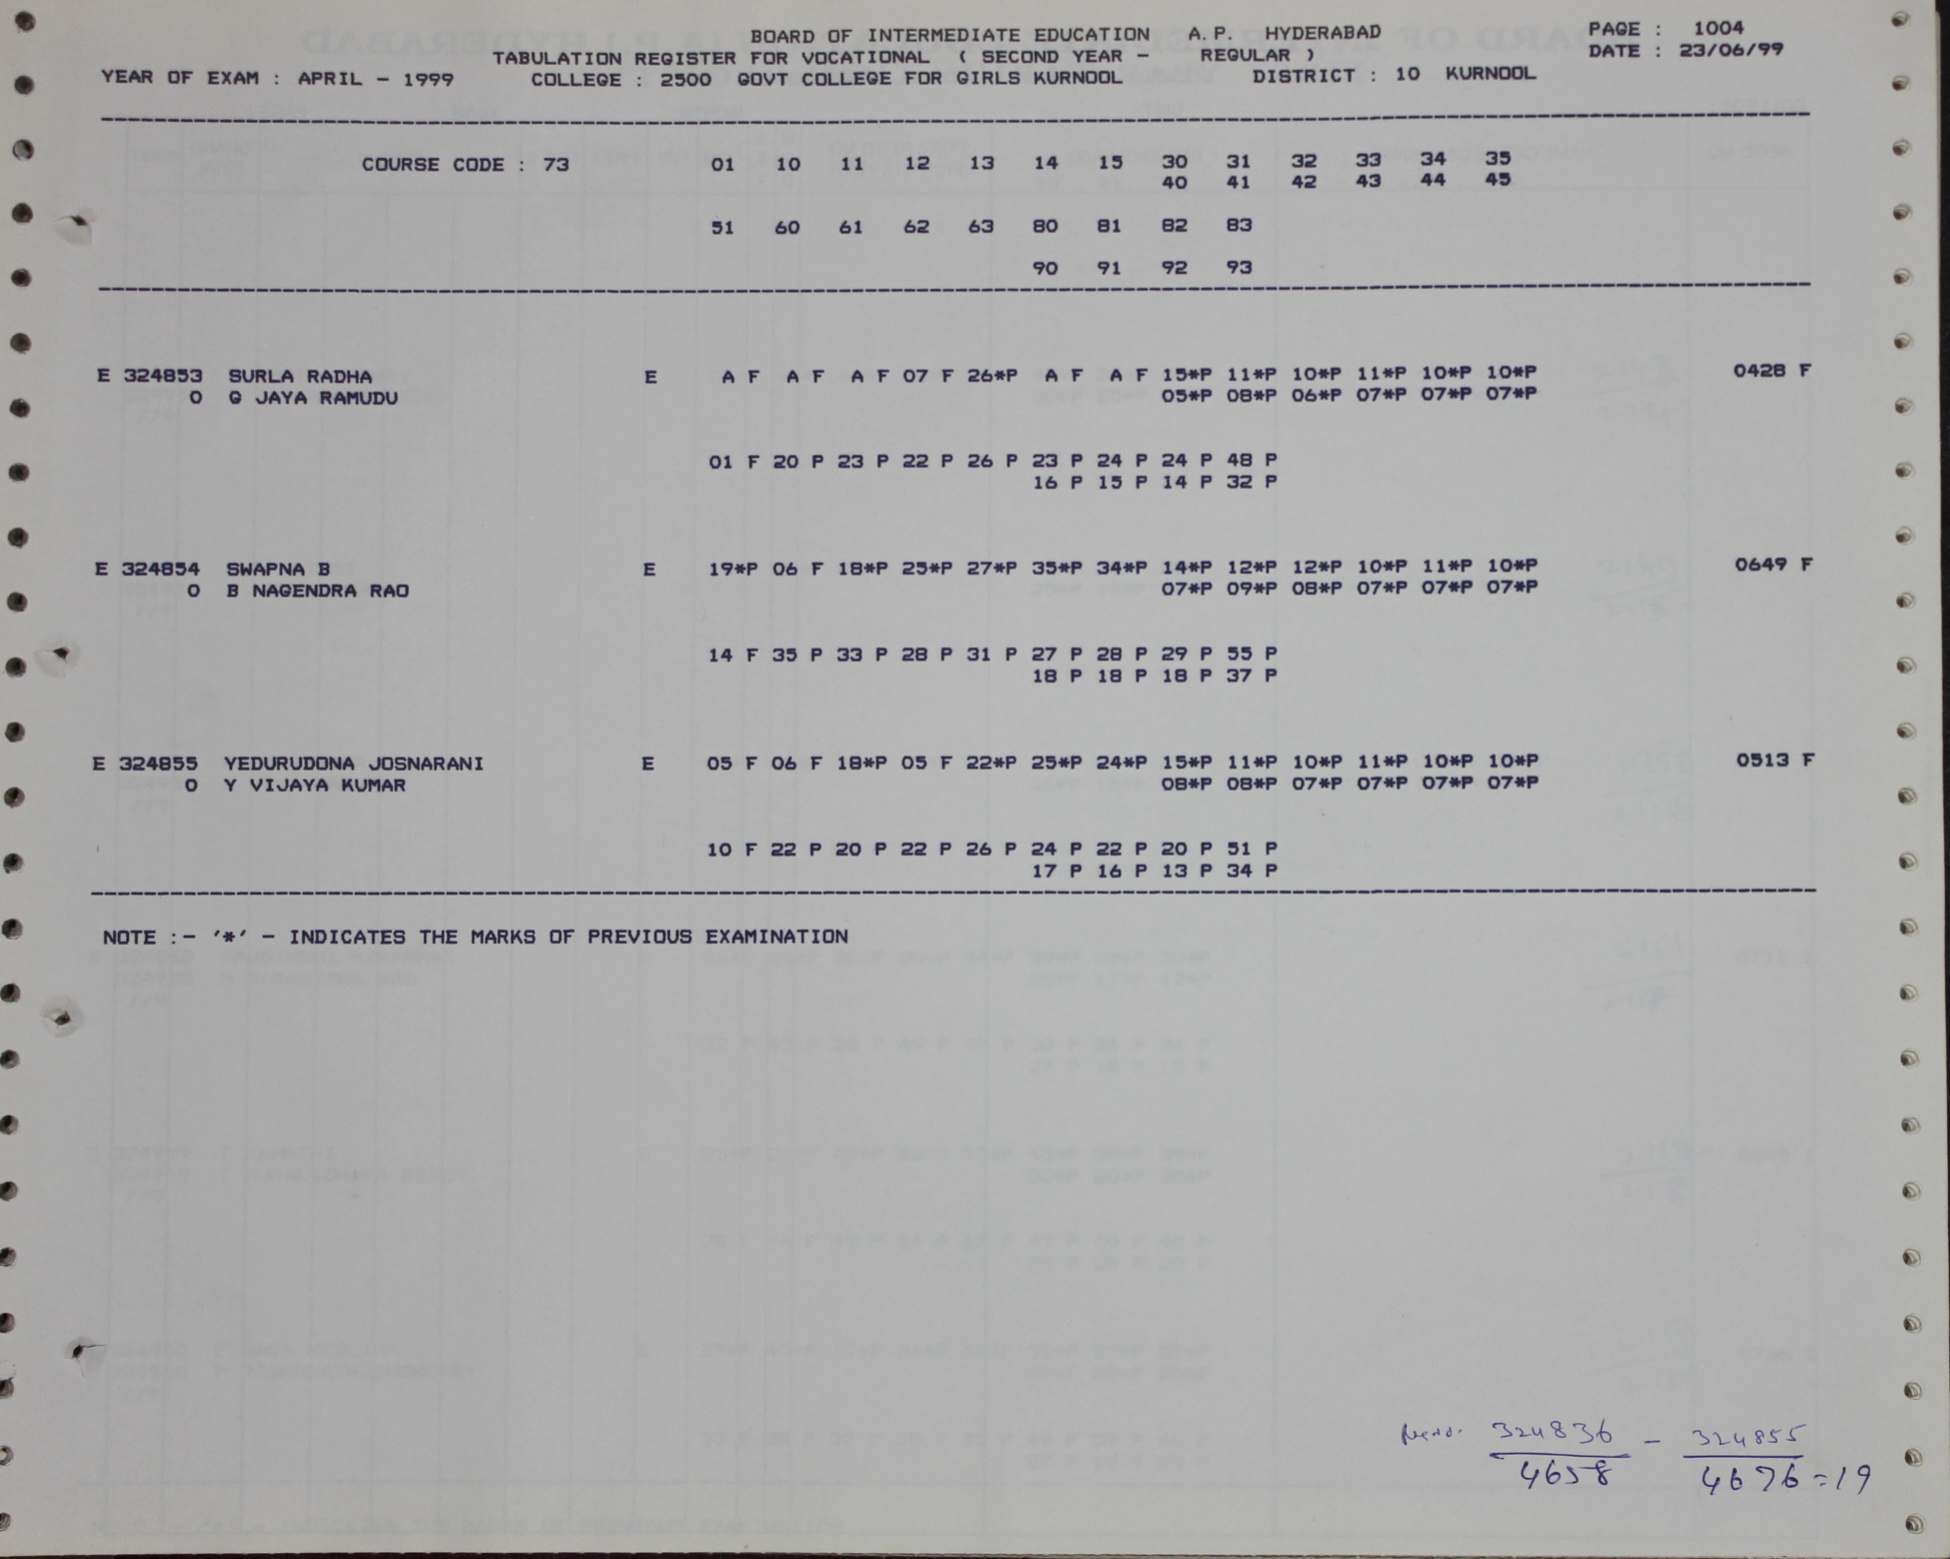 BOARD OF INTERMEDIATE EDUCATION A.P. HYDERABAD PAGE : 1004
TABULATION REGISTER FOR VOCATIONAL ( SECOND YEAR - REGULAR ) DATE : 23/06/99
YEAR OF EXAM : APRIL - 1999 COLLEGE : 2500 GOVT COLLEGE FOR GIRLS KURNOOL DISTRICT : 10 KURNOOL
COURSE CODE : 73 01 10 11 12 13 14 15 30 31 32 33 34 35
40 41 42 43 44 45
51 60 61 62 63 80 81 82 83
90 91 92 93
E 324853 SURLA RADHA E A F A F A F 07 F 26*P A F A F 15*P 11*P 10*P 11*P 10*P 10*P 0428 F
0 G JAYA RAMUDU 05*P 08*P 06*P 07*P 07*P 07*P
01 F 20 P 23 P 22 P 26 P 23 P 24 P 24 P 48 P
16 P 15 P 14 P 32 P
E 324854 SWAPNA B E 19*P 06 F 18*P 25*P 27*P 35*P 34*P 14*P 12*P 12*P 10*P 11*P 10*P 0649 F
0 B NAGENDRA RAO 07*P 09*P 08*P 07*P 07*P 07*P
14 F 35 P 33 P 28 P 31 P 27 P 28 P 29 P 55 P
18 P 18 P 18 P 37 P
E 324855 YEDURUDONA JOSNARANI E 05 F 06 F 18*P 05 F 22*P 25*P 24*P 15*P 11*P 10*P 11*P 10*P 10*P 0513 F
0 Y VIJAYA KUMAR 08*P 08*P 07*P 07*P 07*P 07*P
10 F 22 P 20 P 22 P 26 P 24 P 22 P 20 P 51 P
17 P 16 P 13 P 34 P
NOTE :- '*' - INDICATES THE MARKS OF PREVIOUS EXAMINATION
324836 - 324855
4658 4676 = 19